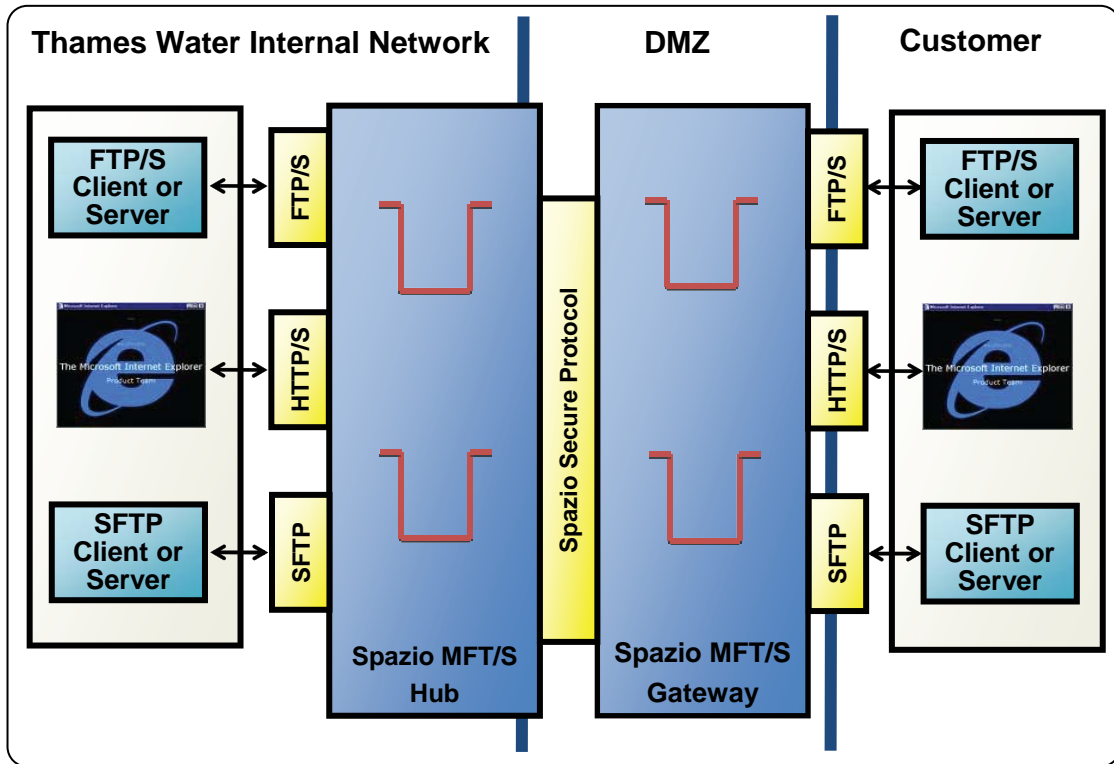 Thames Water Internal Network
DMZ
Customer
FTP/S
Client or
Server
FTP/S
The Microsoft Internet Explorer
Product Team
HTTP/S
SFTP
Client or
Server
SFTP
Spazio MFT/S
Hub
Spazio Secure Protocol
Spazio MFT/S
Gateway
FTP/S
HTTP/S
SFTP
FTP/S
Client or
Server
The Microsoft Internet Explorer
Product Team
SFTP
Client or
Server